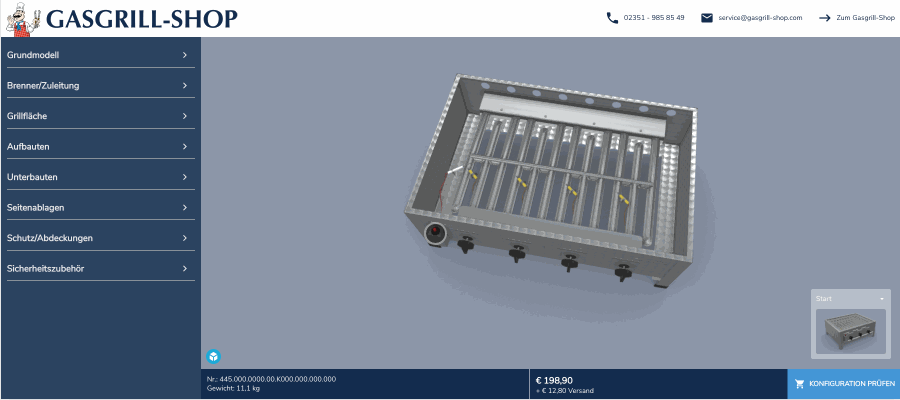 GASGRILL-SHOP
02351 - 985 85 49
service@gasgrill-shop.com
Zum Gasgrill-Shop
Grundmodell
Brenner/Zuleitung
Grillfläche
Aufbauten
Unterbauten
Seitenablagen
Schutz/Abdeckungen
Sicherheitszubehör
Start
Nr.: 445.000.0000.00.K000.000.000.000
Gewicht: 11,1 kg
€ 198,90
+ € 12,80 Versand
KONFIGURATION PRÜFEN